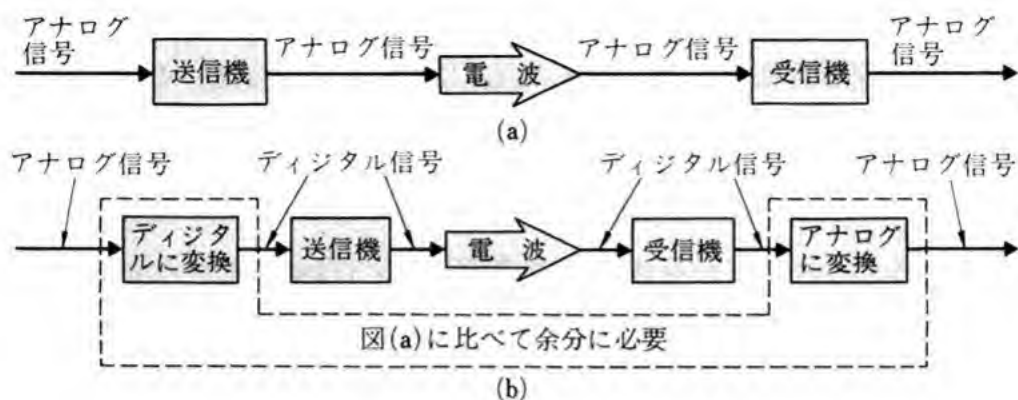 アナログ
信号
送信機
アナログ信号
電波
アナログ信号
受信機
アナログ
信号
(a)
アナログ信号
ディジタル信号
ディジタル信号
アナログ信号
ディジタ
ルに変換
送信機
電波
受信機
アナログ
に変換
図(a)に比べて余分に必要
(b)